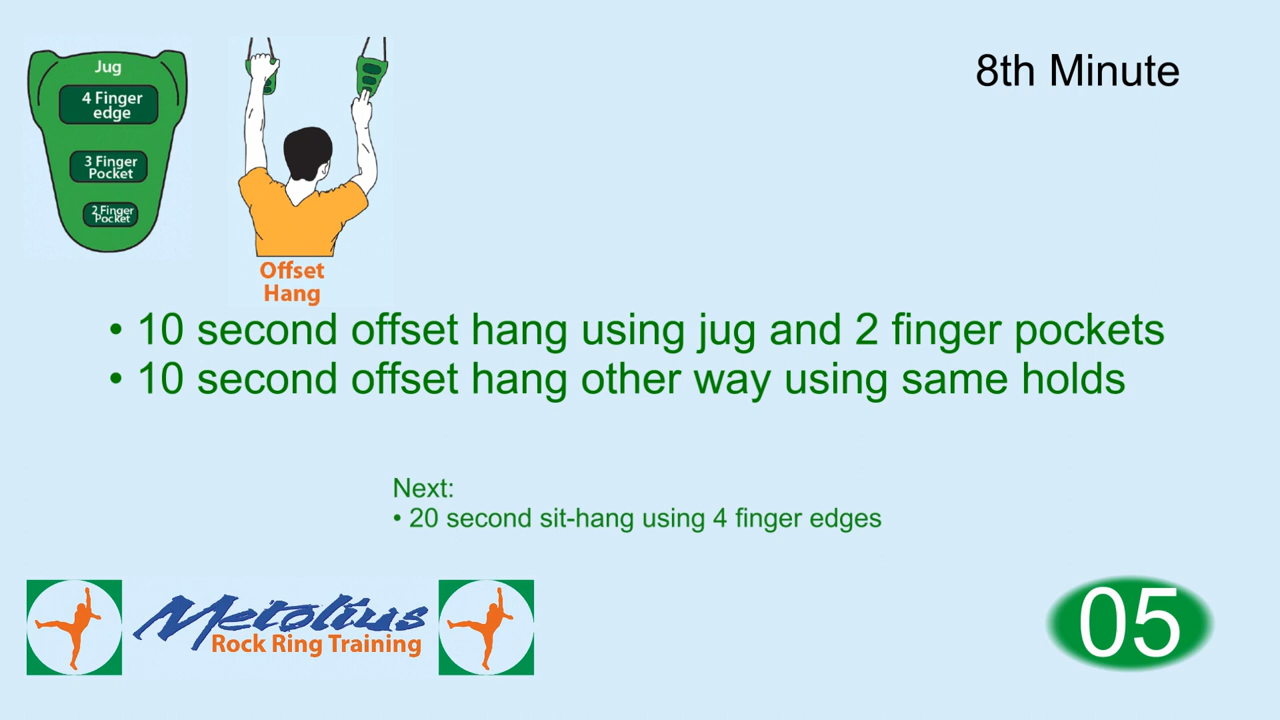 Jug
4 Finger
edge
3 Finger
Pocket
2 Finger
Pocket
Offset
Hang
8th Minute
• 10 second offset hang using jug and 2 finger pockets
• 10 second offset hang other way using same holds
Next:
• 20 second sit-hang using 4 finger edges
Metolius
Rock Ring Training
05